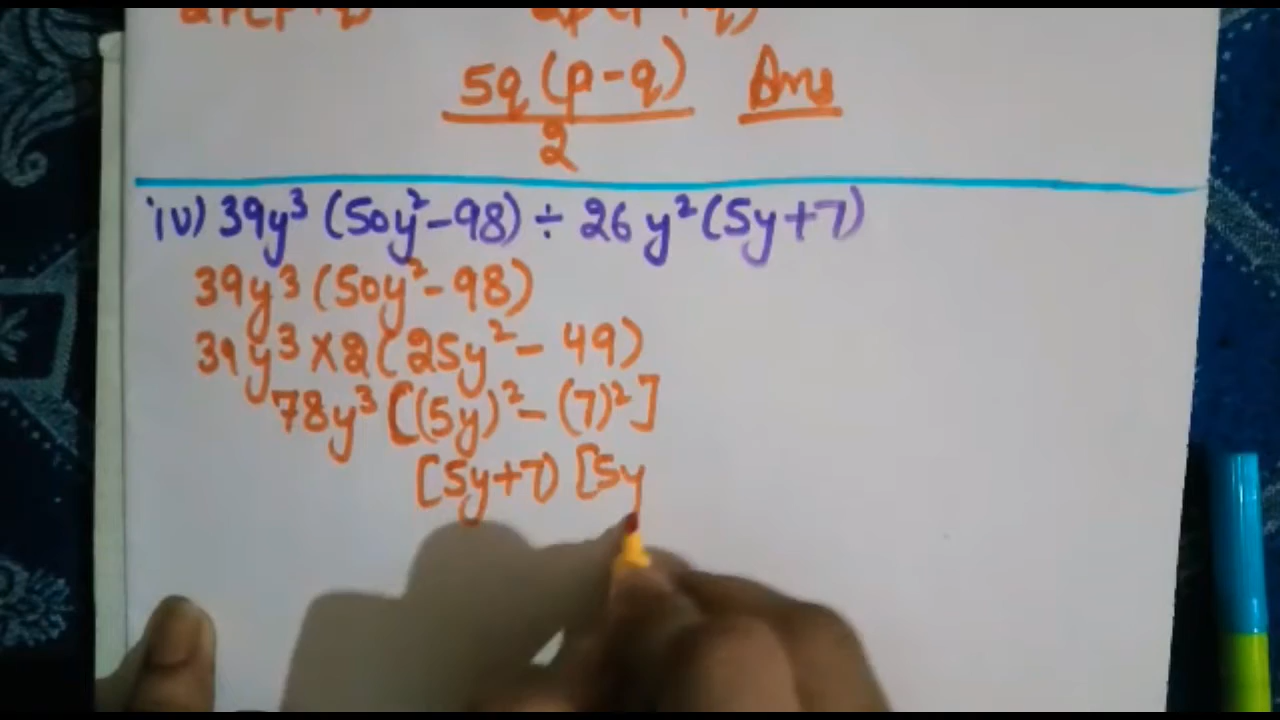 5q (p-q) Ans
2
iv) 39y³ (50y²-98) ÷ 26 y² (5y+7)
39y³ (50y²-98)
39y³ × 2 (25y² - 49)
78y³ [(5y)² - (7)²]
[5y+7) [5y